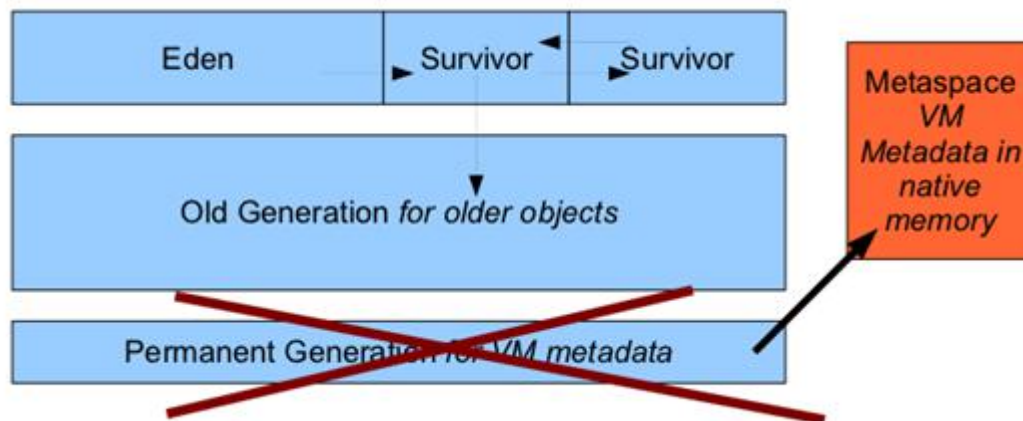 Eden
Survivor
Survivor
Old Generation for older objects
Permanent Generation for VM metadata
Metaspace
VM
Metadata in
native
memory